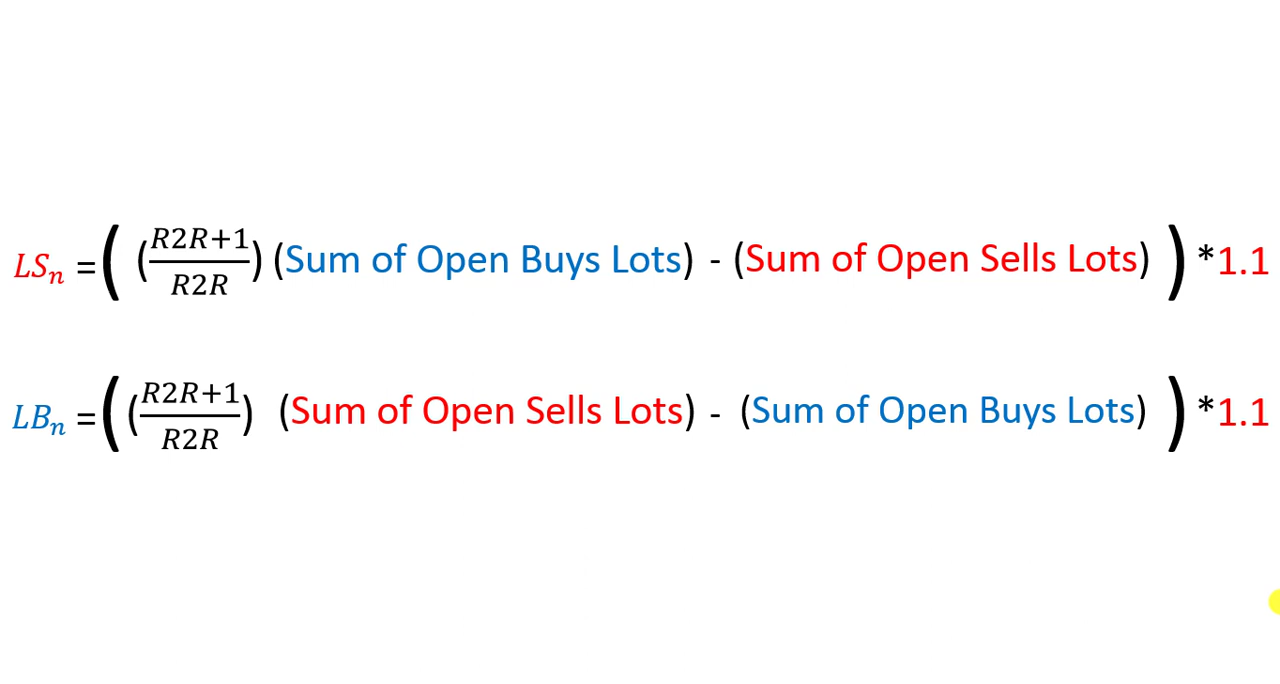 LSn =( (R2R+1/R2R) (Sum of Open Buys Lots) - (Sum of Open Sells Lots) ) *1.1
LBn =( (R2R+1/R2R) (Sum of Open Sells Lots) - (Sum of Open Buys Lots) ) *1.1